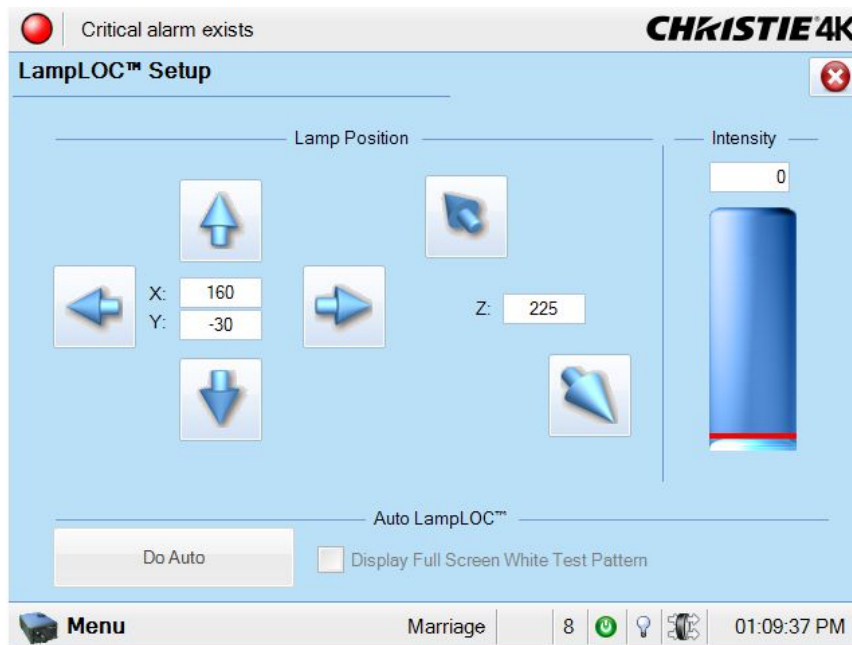 Critical alarm exists
CHRISTIE 4K
LampLOC™ Setup
Lamp Position
Intensity
0
X: 160
Y: -30
Z: 225
Auto LampLOC™
Do Auto
Display Full Screen White Test Pattern
Menu
Marriage
8
01:09:37 PM